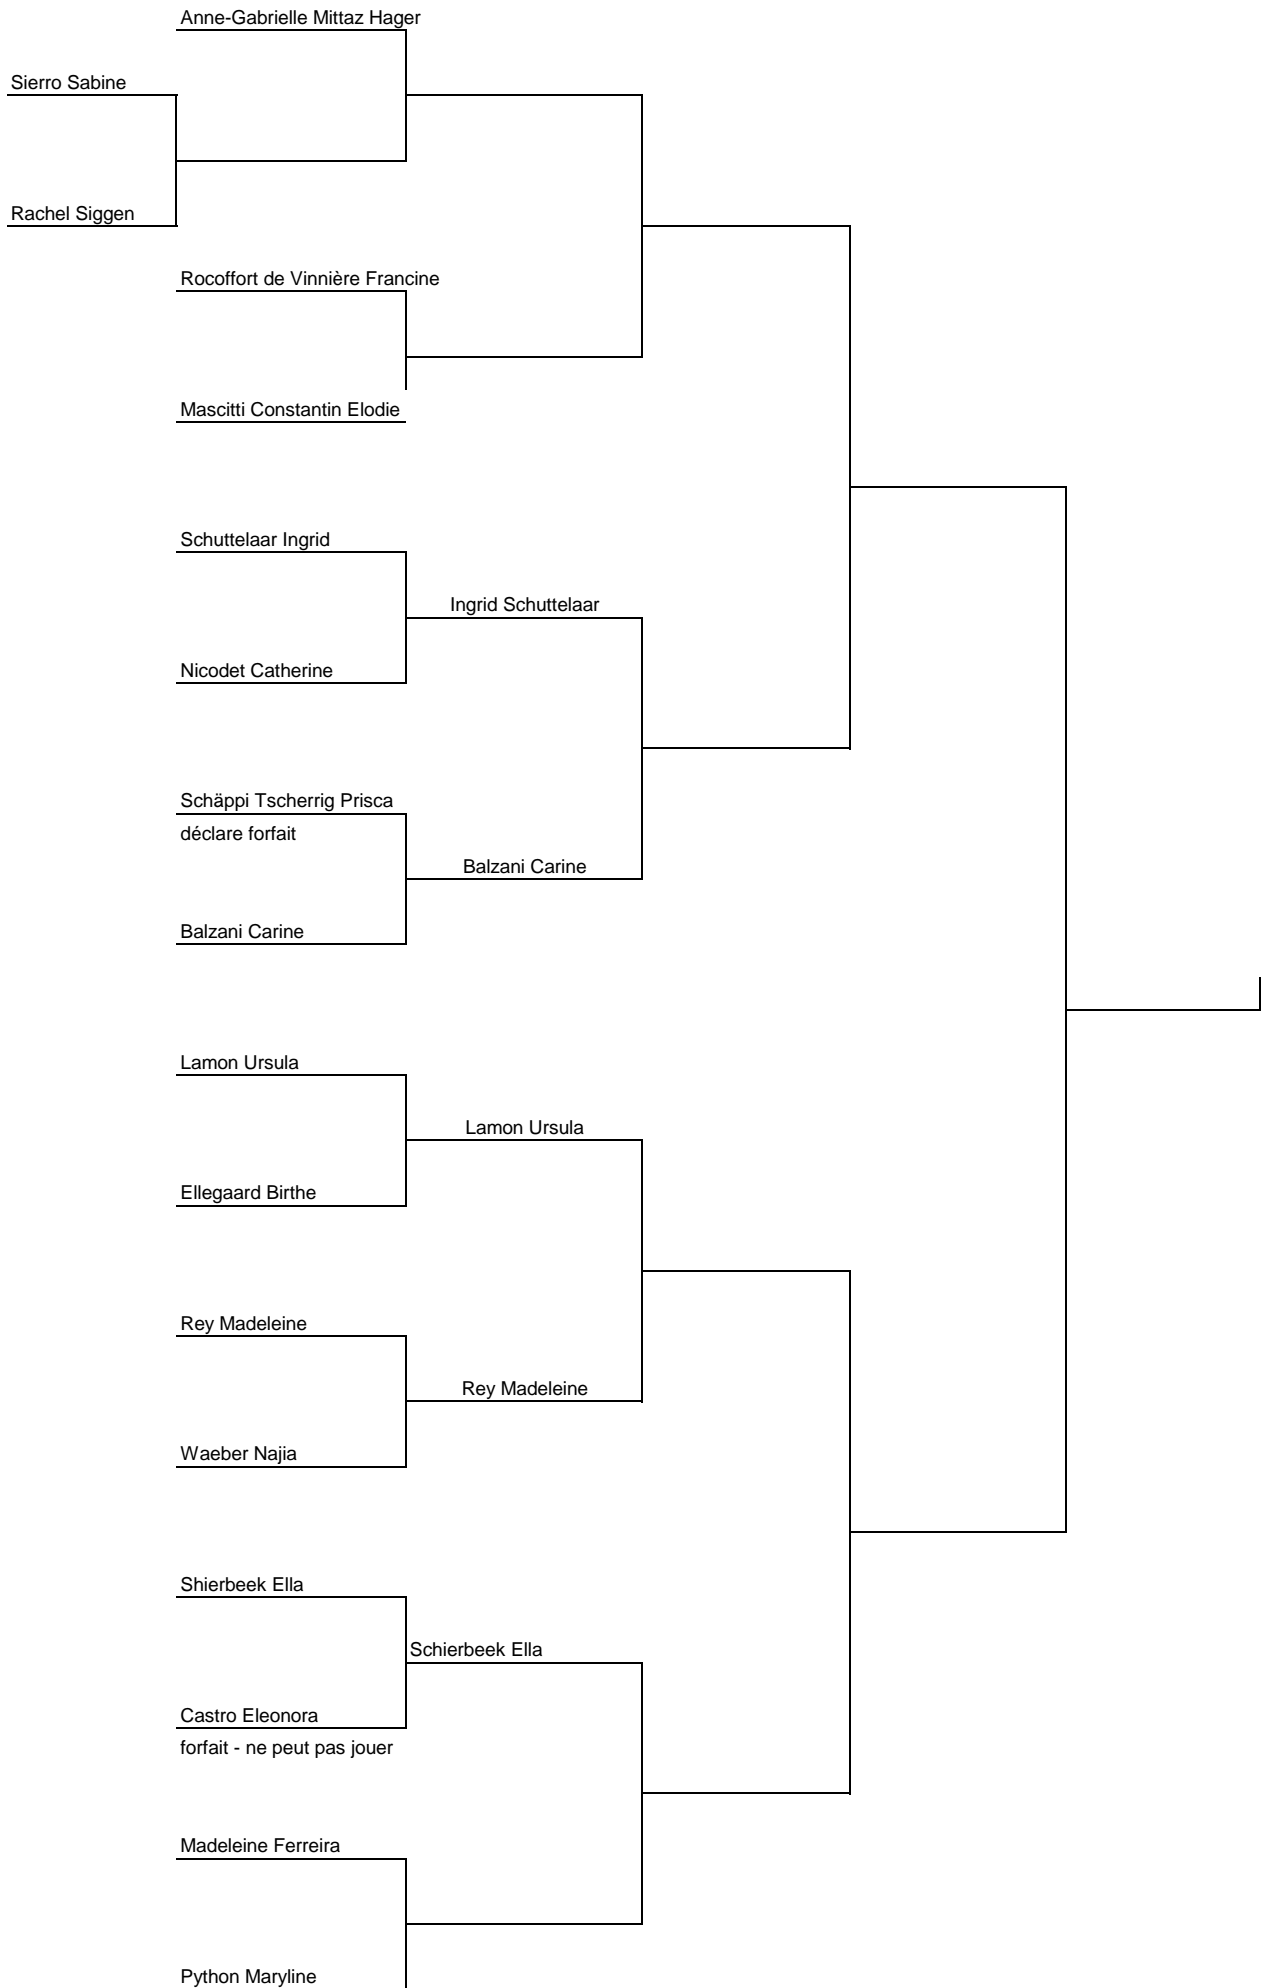 Anne-Gabrielle Mittaz Hager
Sierro Sabine
Rachel Siggen
Rocoffort de Vinnière Francine
Mascitti Constantin Elodie
Schuttelaar Ingrid
Ingrid Schuttelaar
Nicodet Catherine
Schäppi Tscherrig Prisca
déclare forfait
Balzani Carine
Balzani Carine
Lamon Ursula
Lamon Ursula
Ellegaard Birthe
Rey Madeleine
Rey Madeleine
Waeber Najia
Shierbeek Ella
Schierbeek Ella
Castro Eleonora
forfait - ne peut pas jouer
Madeleine Ferreira
Python Maryline